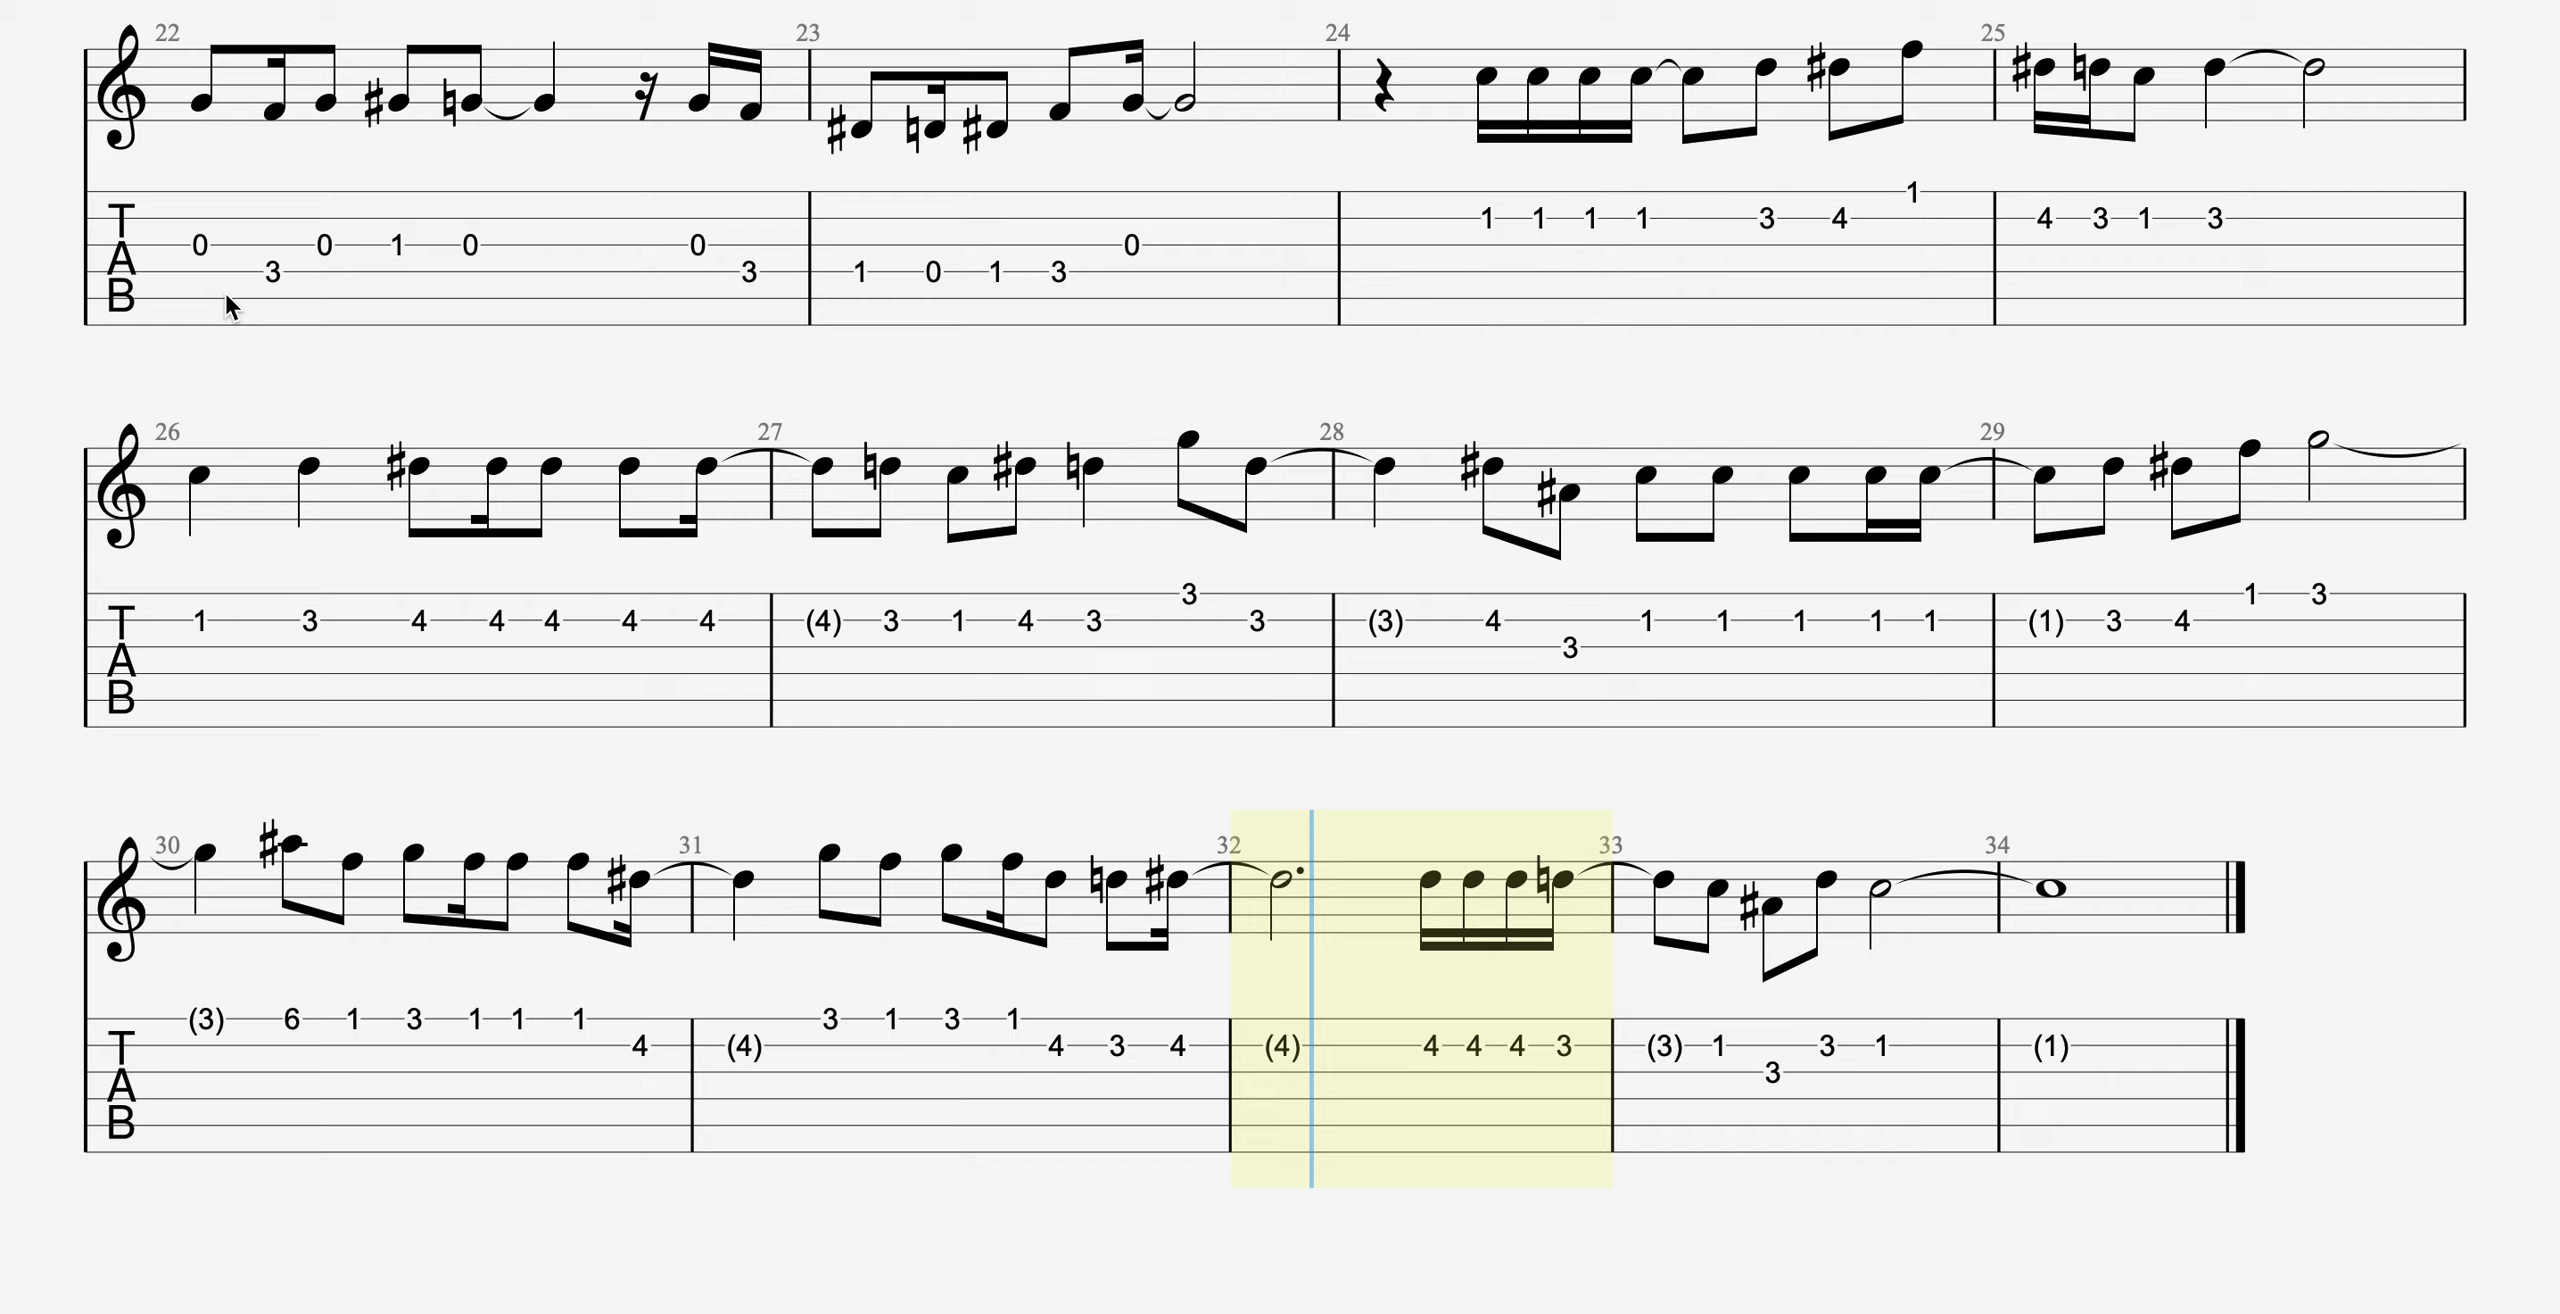 22 23 24 25
1
T 1 1 1 1 3 4 4 3 1 3
0 0 1 0 0 0
A 3 3 1 0 1 3
B
26 27 28 29
3 1 3
T 1 3 4 4 4 4 4 (4) 3 1 4 3 3 (3) 4 1 1 1 1 1 (1) 3 4
3
A
B
30 31 32 33 34
(3) 6 1 3 1 1 1 3 1 3 1
T 4 (4) 4 3 4 (4) 4 4 4 3 (3) 1 3 1 (1)
3
A
B